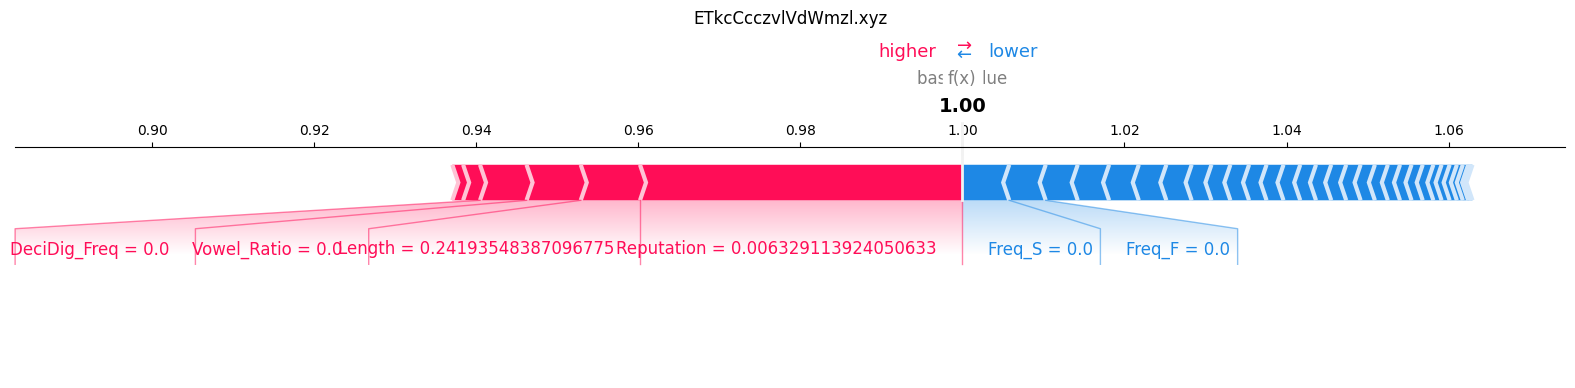 ETkcCcczvlVdWmzl.xyz
higher ⇄ lower
bas f(x) lue
1.00
0.90 0.92 0.94 0.96 0.98 1.00 1.02 1.04 1.06
DeciDig_Freq = 0.0 Vowel_Ratio = 0.0 Length = 0.24193548387096775 Reputation = 0.006329113924050633 Freq_S = 0.0 Freq_F = 0.0